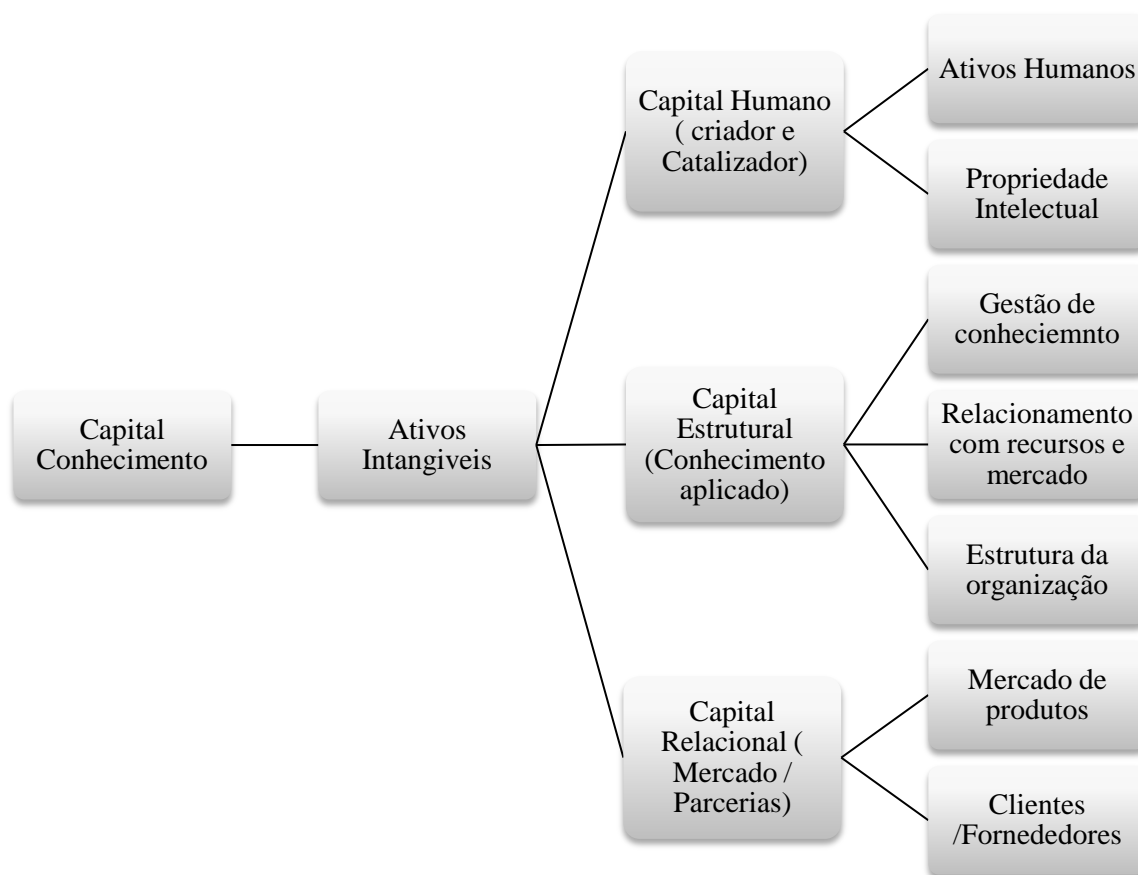 Capital
Conhecimento
Ativos
Intangiveis
Capital Humano
( criador e
Catalizador)
Ativos Humanos
Propriedade
Intelectual
Capital
Estrutural
(Conhecimento
aplicado)
Gestão de
conheciemnto
Relacionamento
com recursos e
mercado
Estrutura da
organização
Capital
Relacional (
Mercado /
Parcerias)
Mercado de
produtos
Clientes
/Fornededores